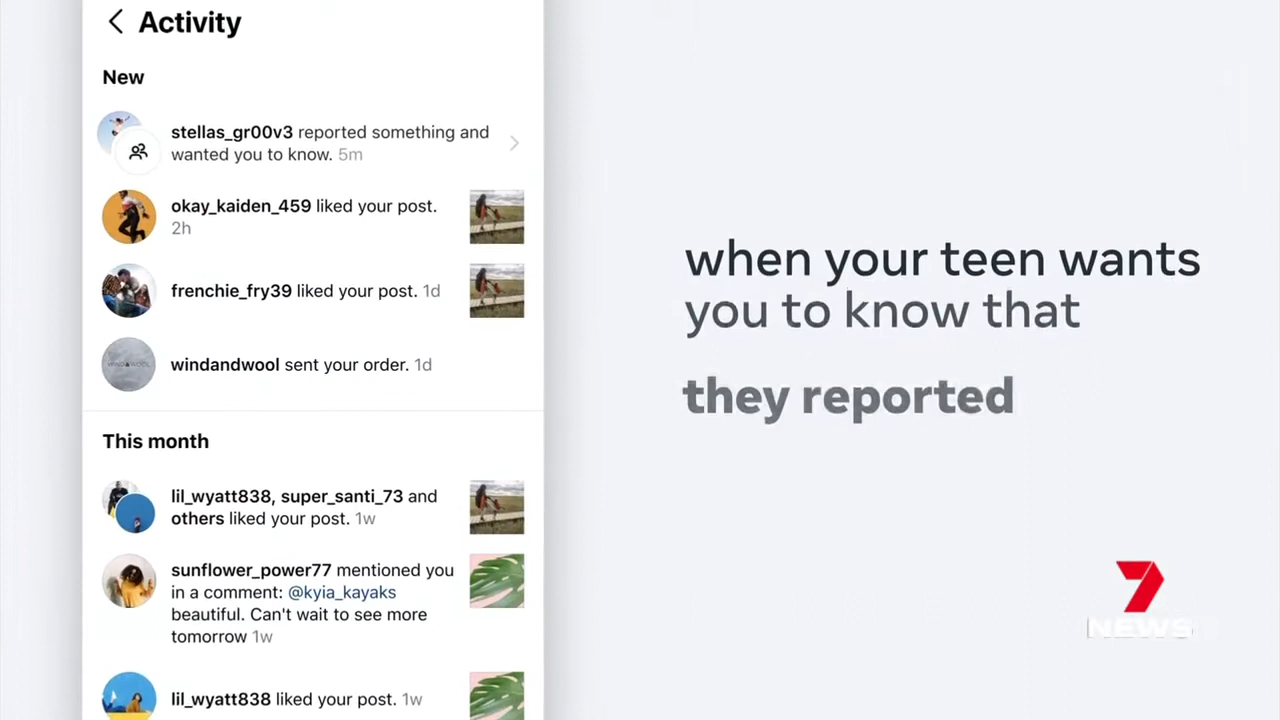 Activity
New
stellas_gr00v3 reported something and
wanted you to know. 5m
okay_kaiden_459 liked your post.
2h
frenchie_fry39 liked your post. 1d
windandwool sent your order. 1d
This month
lil_wyatt838, super_santi_73 and
others liked your post. 1w
sunflower_power77 mentioned you
in a comment: @kyia_kayaks
beautiful. Can't wait to see more
tomorrow 1w
lil_wyatt838 liked your post. 1w
when your teen wants
you to know that
they reported
7
NEWS